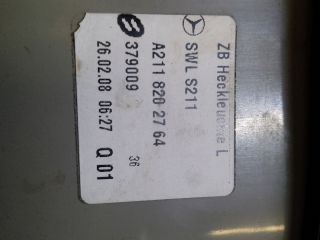 ZB Heckleuchte L
SWL S211
A211 820 27 64
36
379009
26.02.08 06:27 Q 01